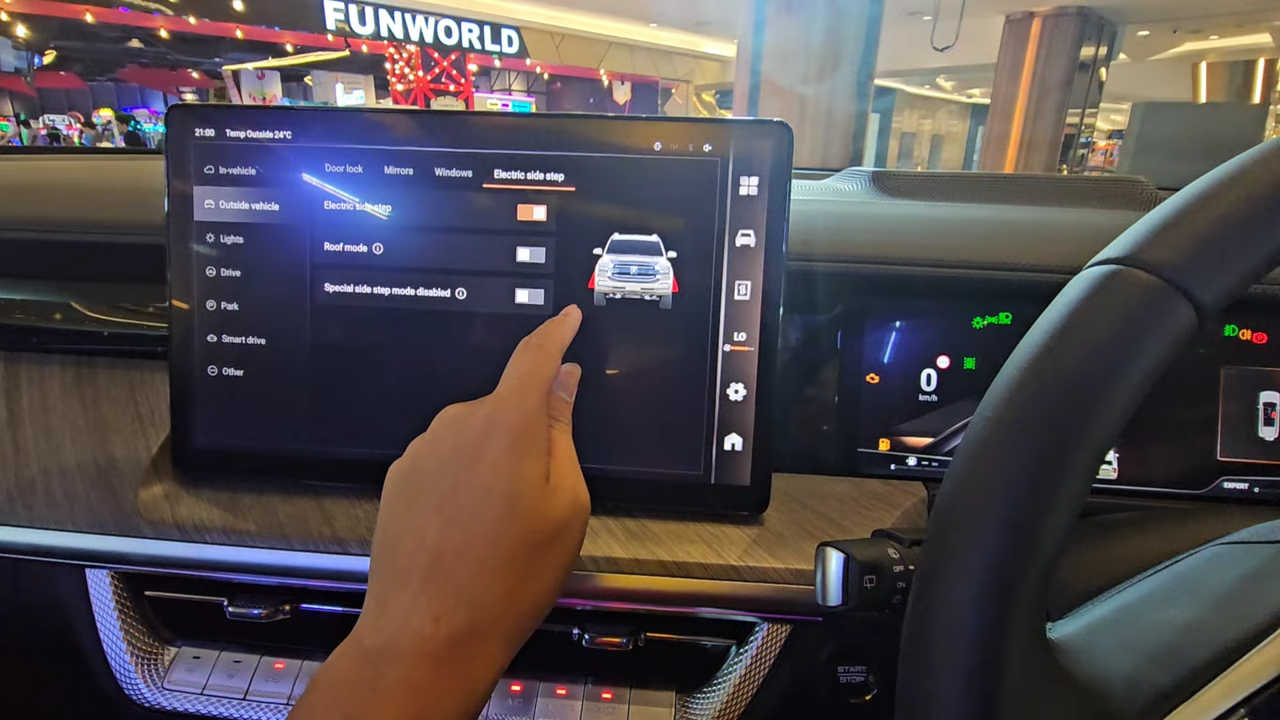 FUNWORLD
21:00 Temp Outside 24°C
In-vehicle
Outside vehicle
Lights
Drive
Park
Smart drive
Other
Door lock Mirrors Windows Electric side step
Electric side step
Roof mode
Special side step mode disabled
LO
0
km/h
EXPERT
OFF
START
STOP